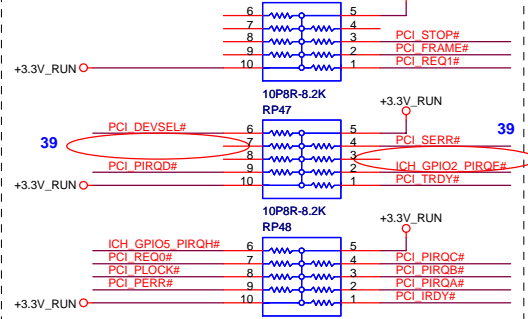 6 5
7 4
8 3 PCI_STOP#
9 2 PCI_FRAME#
+3.3V_RUN 10 1 PCI_REQ1#
10P8R-8.2K
RP47
+3.3V_RUN
39 39
PCI_DEVSEL# 6 5
7 4 PCI_SERR#
8 3
PCI_PIRQD# 9 2 ICH_GPIO2_PIRQE#
+3.3V_RUN 10 1 PCI_TRDY#
10P8R-8.2K
RP48
+3.3V_RUN
ICH_GPIO5_PIRQH# 6 5
PCI_REQ0# 7 4 PCI_PIRQC#
PCI_PLOCK# 8 3 PCI_PIRQB#
PCI_PERR# 9 2 PCI_PIRQA#
+3.3V_RUN 10 1 PCI_IRDY#